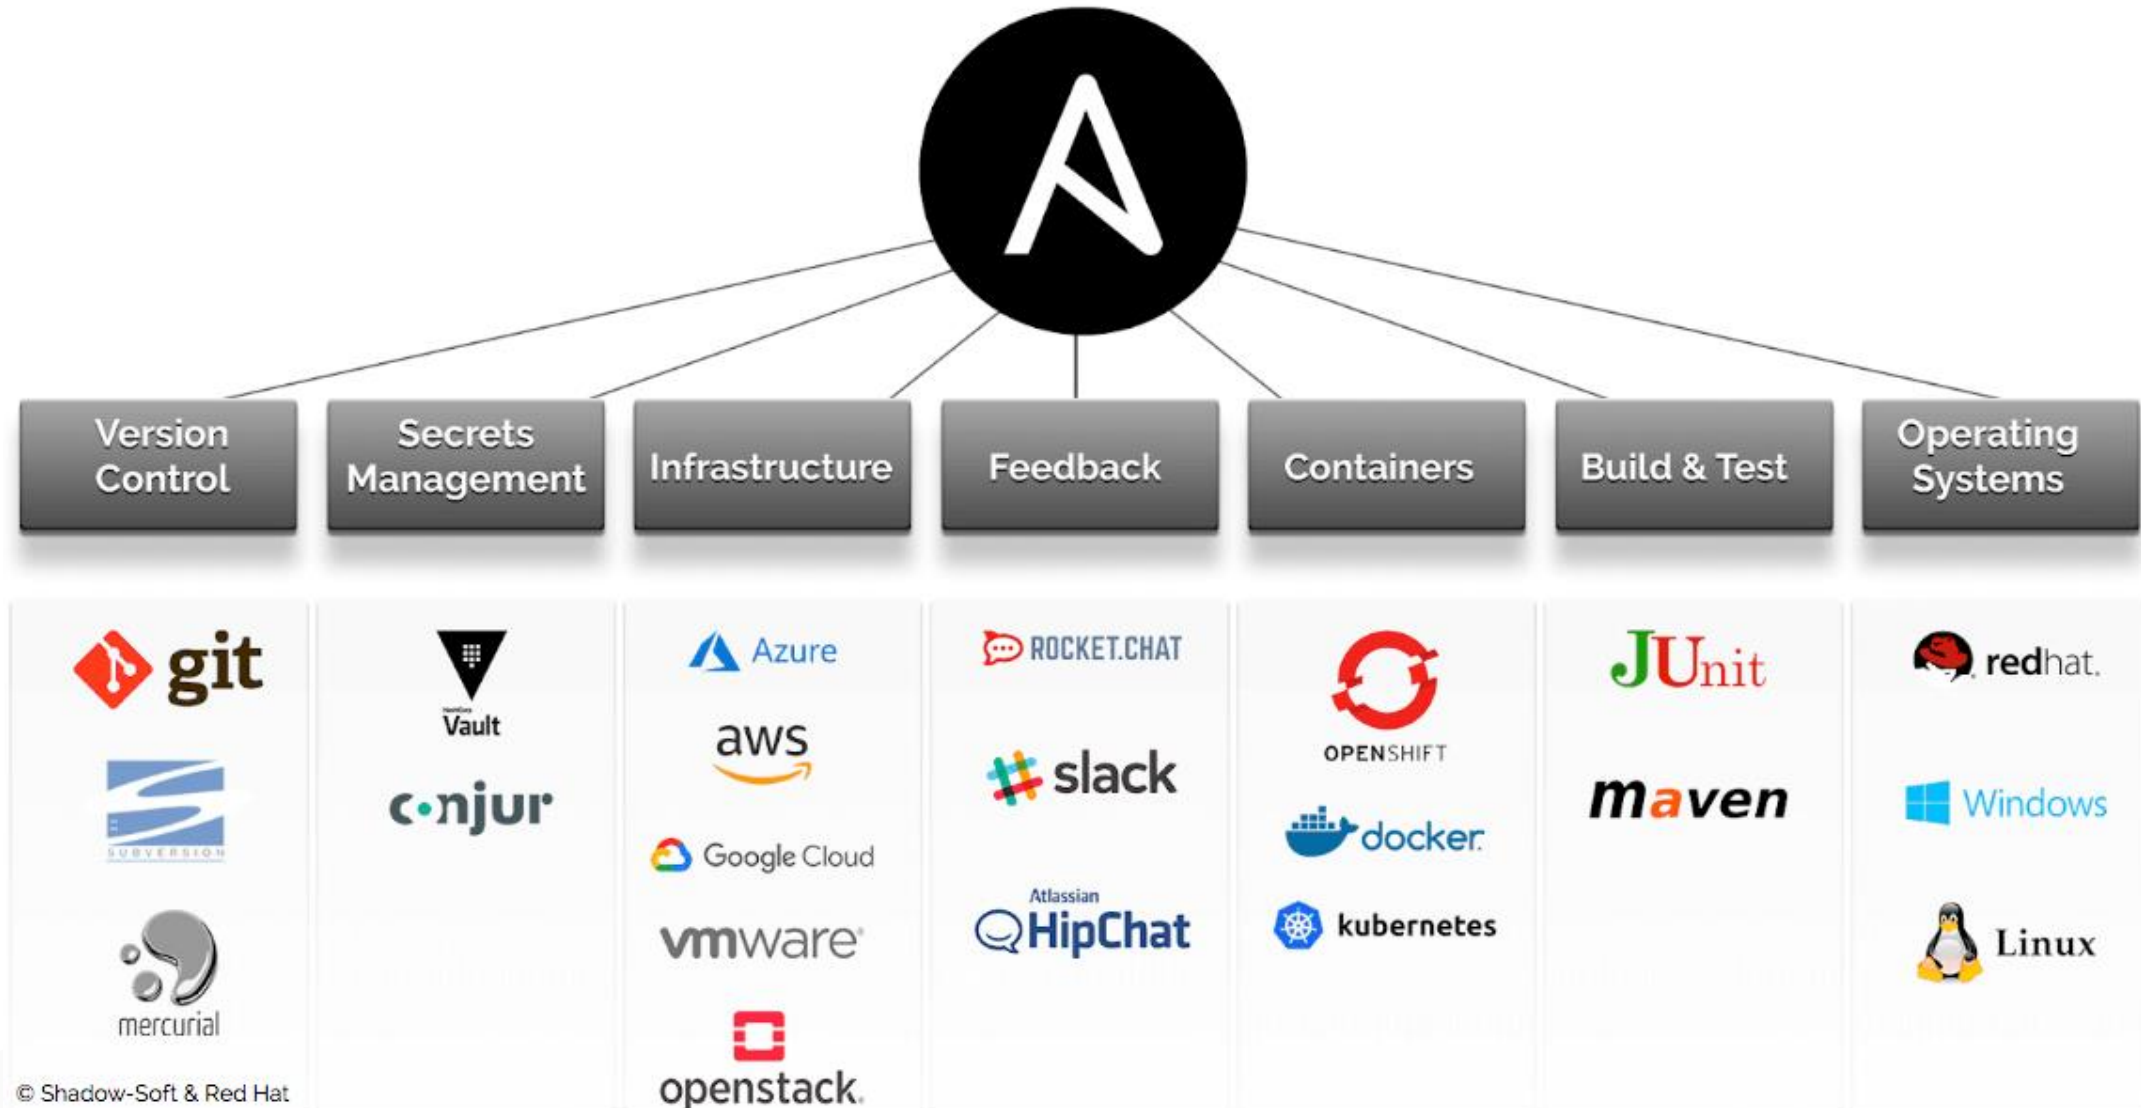 Version
Control
Secrets
Management
Infrastructure
Feedback
Containers
Build & Test
Operating
Systems
git
SUBVERSION
mercurial
HashiCorp
Vault
conjur
Azure
aws
Google Cloud
vmware®
openstack.
ROCKET.CHAT
slack
Atlassian
HipChat
OPENSHIFT
docker
kubernetes
JUnit
maven
redhat.
Windows
Linux
© Shadow-Soft & Red Hat